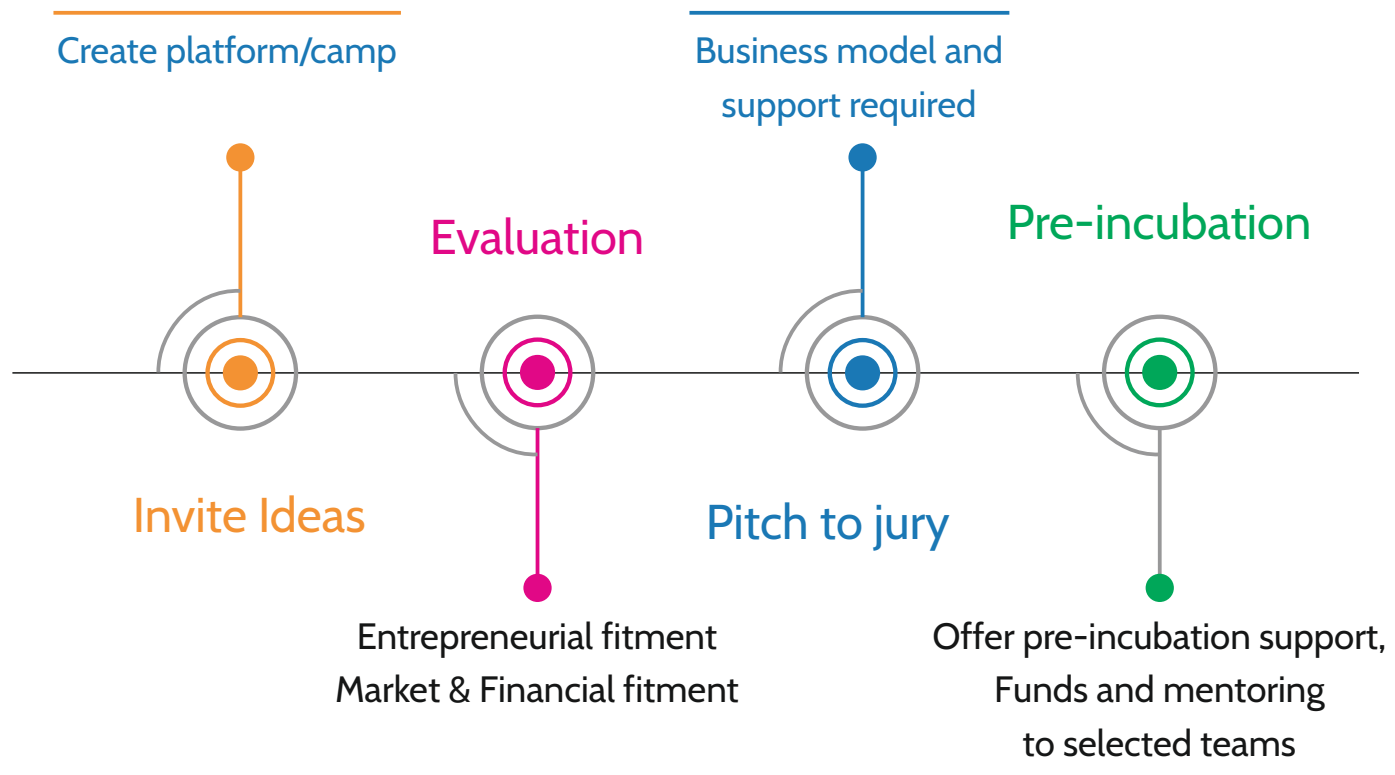 Create platform/camp
Business model and
support required
Evaluation
Pre-incubation
Invite Ideas
Pitch to jury
Entrepreneurial fitment
Market & Financial fitment
Offer pre-incubation support,
Funds and mentoring
to selected teams